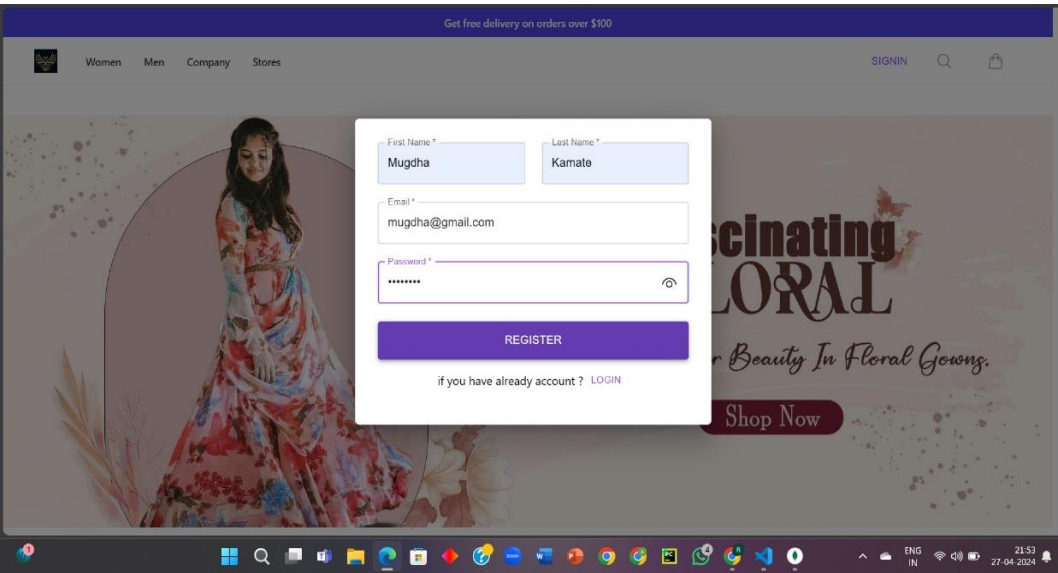 Get free delivery on orders over $100
Women Men Company Stores SIGNIN
First Name * Last Name *
Mugdha Kamate
Email *
mugdha@gmail.com
Password *
••••••••
REGISTER
if you have already account ? LOGIN
scinating
LORAL
r Beauty In Floral Gowns.
Shop Now
1
ENG
IN
21:53
27-04-2024